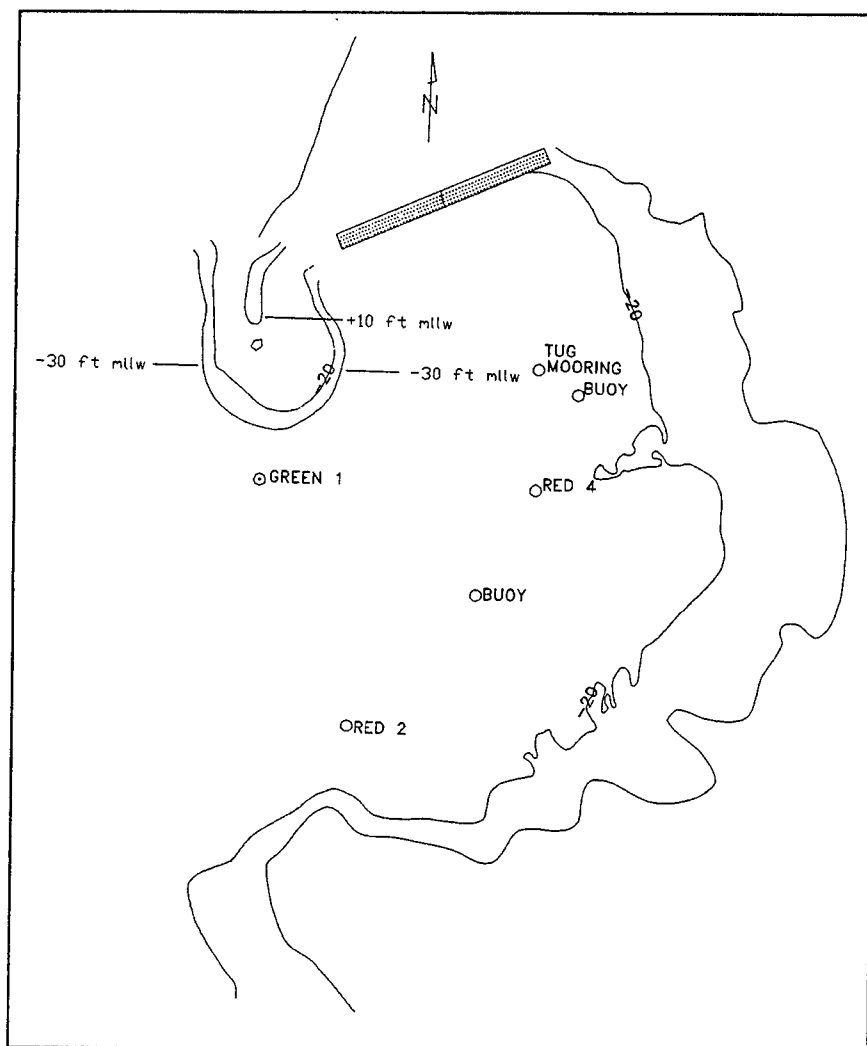 N
-20
+10 ft mllw
-30 ft mllw
-20
-30 ft mllw
TUG
MOORING
BUOY
GREEN 1
RED 4
BUOY
-20
RED 2